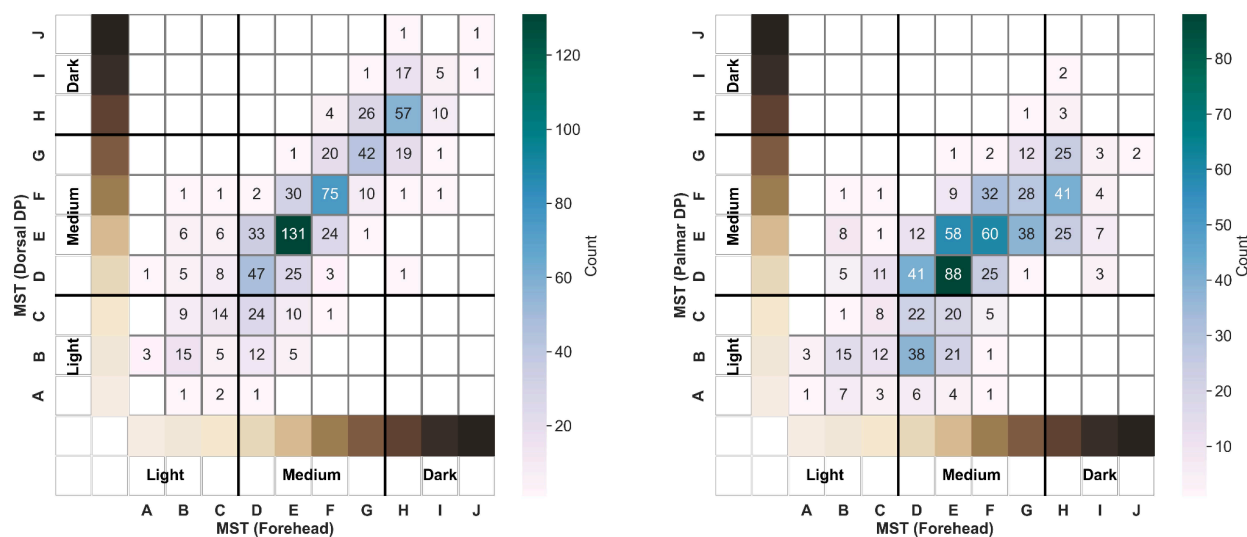 J 1 1 120
Dark I 1 17 5 1
H 4 26 57 10 100
G 1 20 42 19 1
Medium F 1 1 2 30 75 10 1 1 80
E 6 6 33 131 24 1
D 1 5 8 47 25 3 1 60
C 9 14 24 10 1
Light B 3 15 5 12 5 40
A 1 2 1 20
MST (Dorsal DP)
Count
Light Medium Dark
A B C D E F G H I J
MST (Forehead)
J 80
Dark I 2 70
H 1 3
G 1 2 12 25 3 2 60
Medium F 1 1 9 32 28 41 4 50
E 8 1 12 58 60 38 25 7
D 5 11 41 88 25 1 3 40
C 1 8 22 20 5 30
Light B 3 15 12 38 21 1 20
A 1 7 3 6 4 1 10
MST (Palmar DP)
Count
Light Medium Dark
A B C D E F G H I J
MST (Forehead)